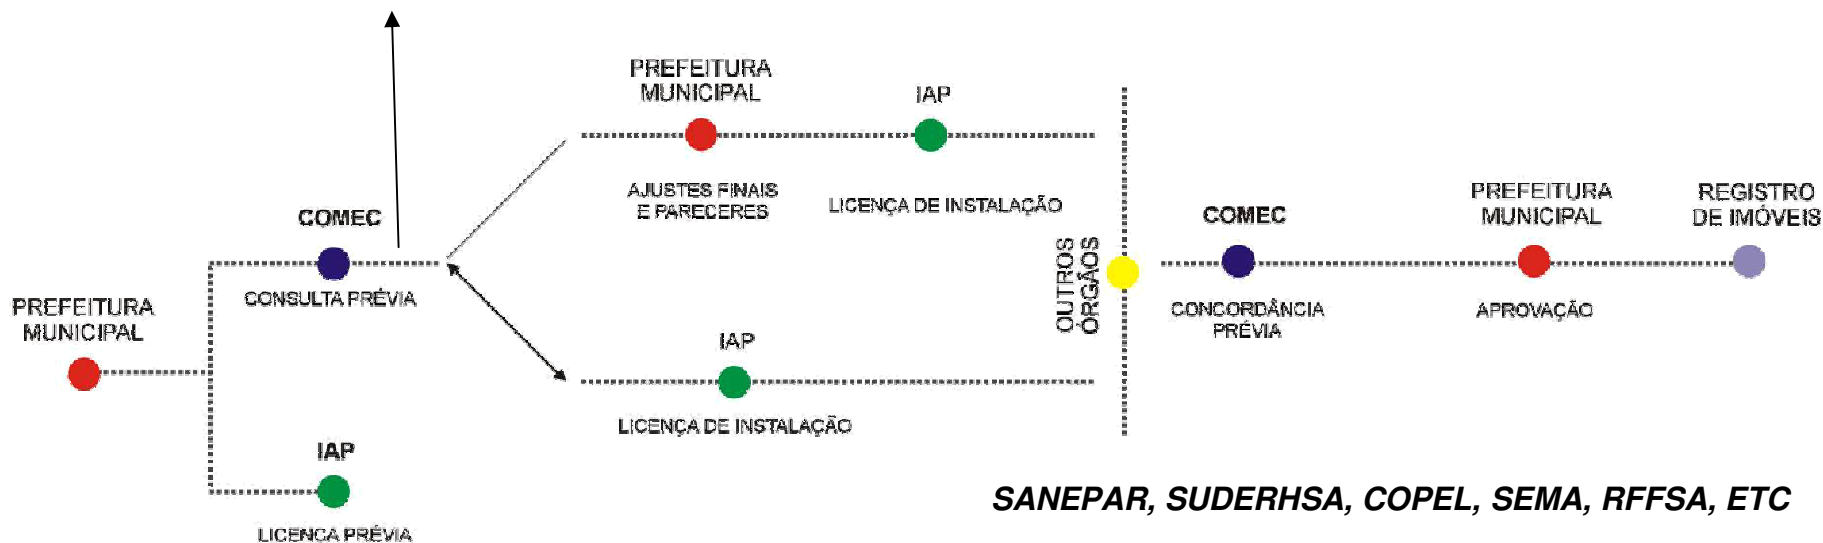 PREFEITURA
MUNICIPAL
COMEC
CONSULTA PRÉVIA
IAP
LICENCA PRÉVIA
PREFEITURA
MUNICIPAL
AJUSTES FINAIS
E PARECERES
IAP
LICENÇA DE INSTALAÇÃO
IAP
LICENÇA DE INSTALAÇÃO
OUTROS
ÓRGÃOS
COMEC
CONCORDÂNCIA
PRÉVIA
PREFEITURA
MUNICIPAL
APROVAÇÃO
REGISTRO
DE IMÓVEIS
SANEPAR, SUDERHSA, COPEL, SEMA, RFFSA, ETC